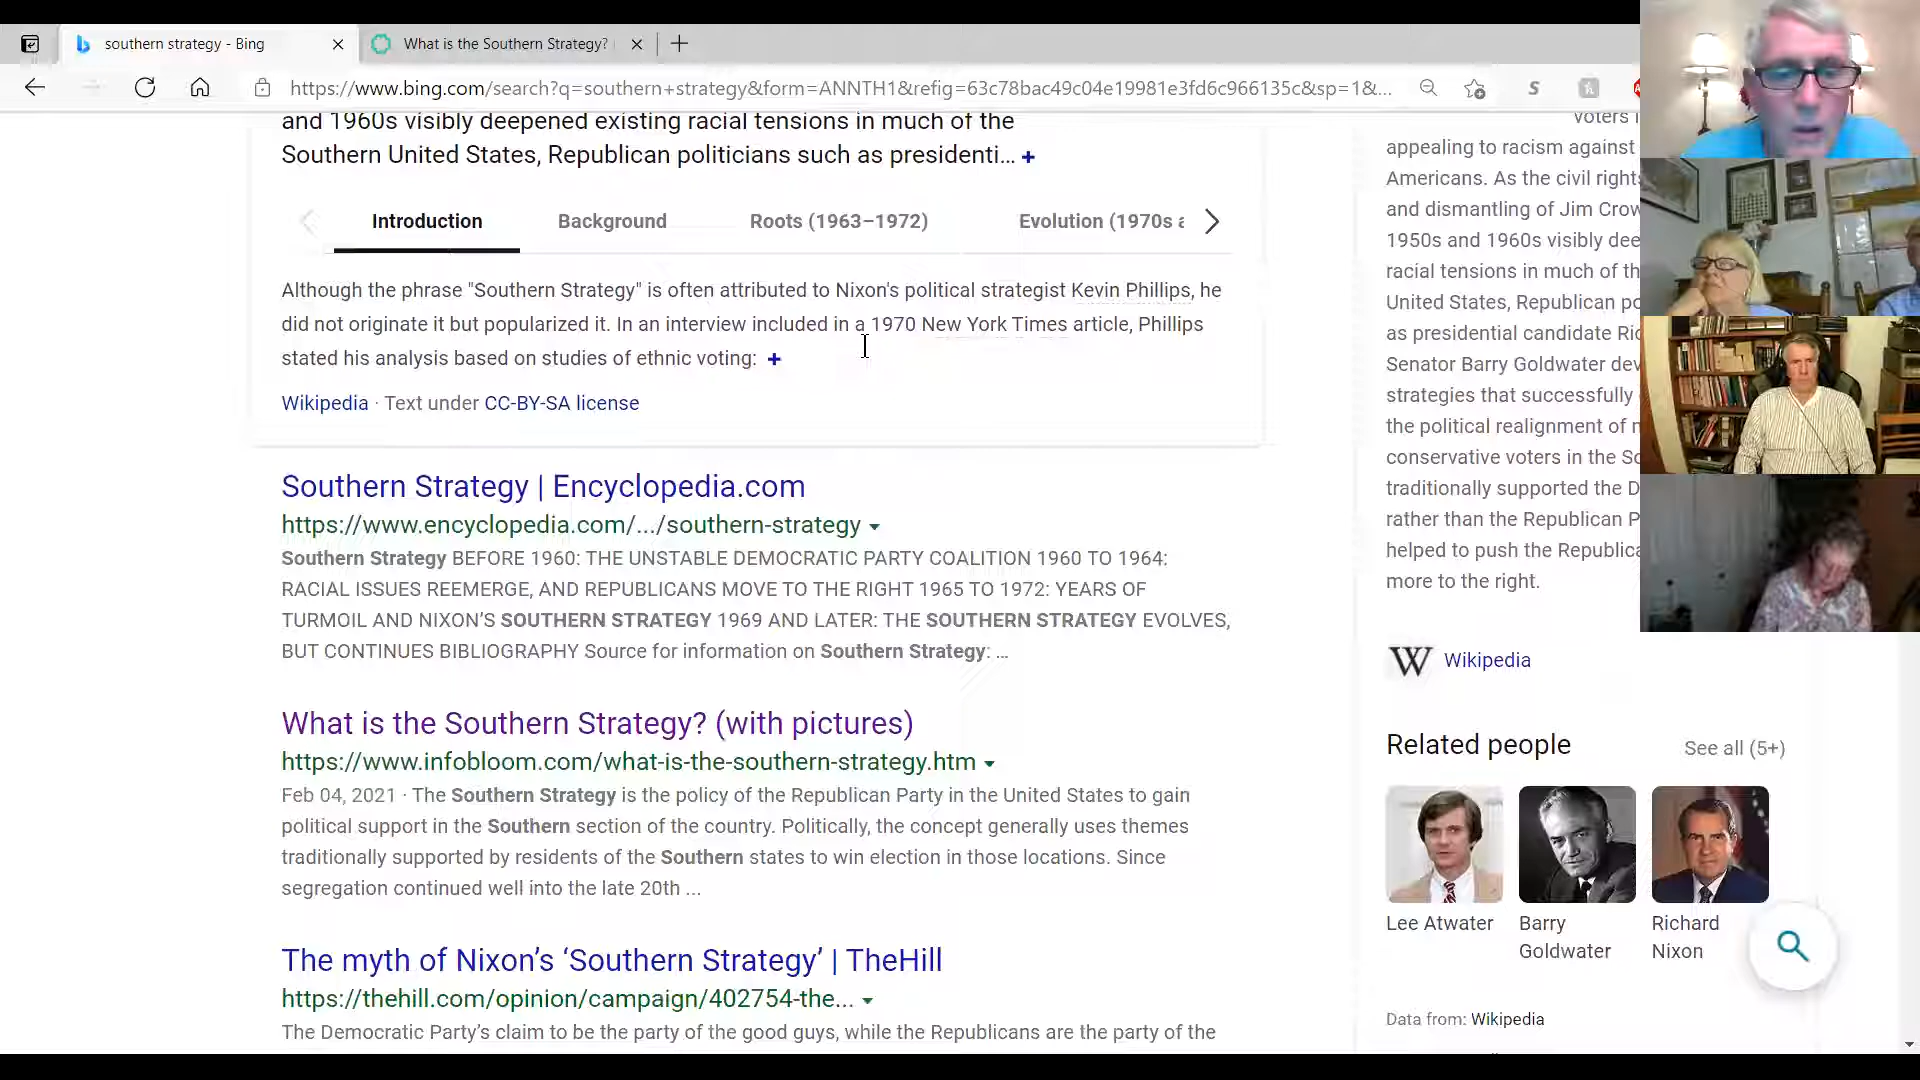 southern strategy - Bing
What is the Southern Strategy?
https://www.bing.com/search?q=southern+strategy&form=ANNTH1&refig=63c78bac49c04e19981e3fd6c966135c&sp=1&...
and 1960s visibly deepened existing racial tensions in much of the
Southern United States, Republican politicians such as presidenti... +
Introduction
Background
Roots (1963–1972)
Evolution (1970s a
Although the phrase "Southern Strategy" is often attributed to Nixon's political strategist Kevin Phillips, he
did not originate it but popularized it. In an interview included in a 1970 New York Times article, Phillips
stated his analysis based on studies of ethnic voting: +
Wikipedia · Text under CC-BY-SA license
Southern Strategy | Encyclopedia.com
https://www.encyclopedia.com/.../southern-strategy
Southern Strategy BEFORE 1960: THE UNSTABLE DEMOCRATIC PARTY COALITION 1960 TO 1964:
RACIAL ISSUES REEMERGE, AND REPUBLICANS MOVE TO THE RIGHT 1965 TO 1972: YEARS OF
TURMOIL AND NIXON'S SOUTHERN STRATEGY 1969 AND LATER: THE SOUTHERN STRATEGY EVOLVES,
BUT CONTINUES BIBLIOGRAPHY Source for information on Southern Strategy: ...
What is the Southern Strategy? (with pictures)
https://www.infobloom.com/what-is-the-southern-strategy.htm
Feb 04, 2021 · The Southern Strategy is the policy of the Republican Party in the United States to gain
political support in the Southern section of the country. Politically, the concept generally uses themes
traditionally supported by residents of the Southern states to win election in those locations. Since
segregation continued well into the late 20th ...
The myth of Nixon's 'Southern Strategy' | TheHill
https://thehill.com/opinion/campaign/402754-the...
The Democratic Party's claim to be the party of the good guys, while the Republicans are the party of the
voters
appealing to racism against
Americans. As the civil rights
and dismantling of Jim Crow
1950s and 1960s visibly dee
racial tensions in much of th
United States, Republican po
as presidential candidate Ric
Senator Barry Goldwater dev
strategies that successfully
the political realignment of
conservative voters in the So
traditionally supported the D
rather than the Republican P
helped to push the Republica
more to the right.
W Wikipedia
Related people
See all (5+)
Lee Atwater
Barry
Goldwater
Richard
Nixon
Data from: Wikipedia